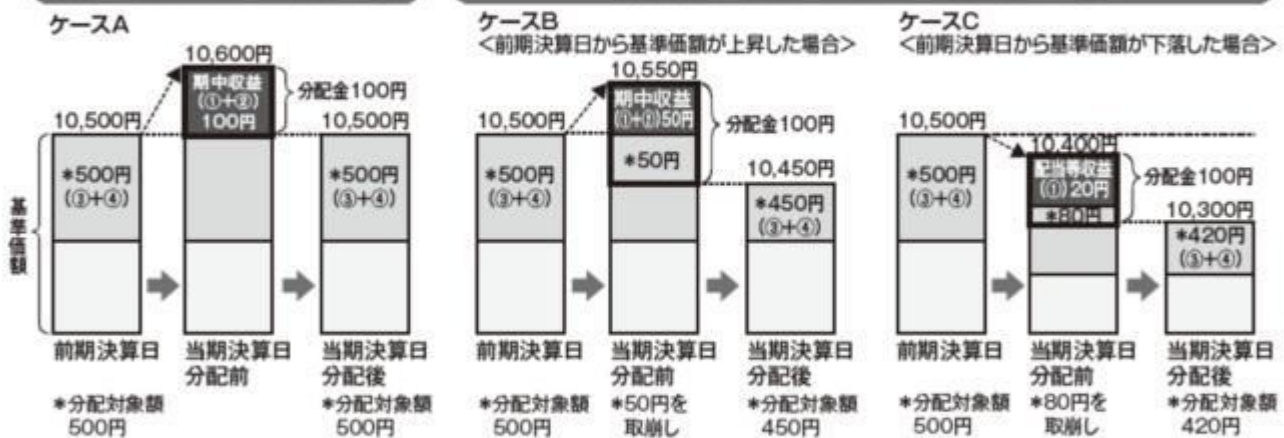 ケースA
10,600円
期中収益
(①+②)
100円
分配金100円
10,500円
10,500円
*500円
(③+④)
*500円
(③+④)
基準価額
前期決算日
当期決算日
分配前
当期決算日
分配後
*分配対象額
500円
*分配対象額
500円
ケースB
<前期決算日から基準価額が上昇した場合>
10,550円
期中収益
(①+②)50円
分配金100円
10,500円
*500円
(③+④)
*50円
10,450円
*450円
(③+④)
前期決算日
当期決算日
分配前
当期決算日
分配後
*分配対象額
500円
*50円を
取崩し
*分配対象額
450円
ケースC
<前期決算日から基準価額が下落した場合>
10,500円
10,400円
配当等収益
(①)20円
分配金100円
*500円
(③+④)
*80円
10,300円
*420円
(③+④)
前期決算日
当期決算日
分配前
当期決算日
分配後
*分配対象額
500円
*80円を
取崩し
*分配対象額
420円